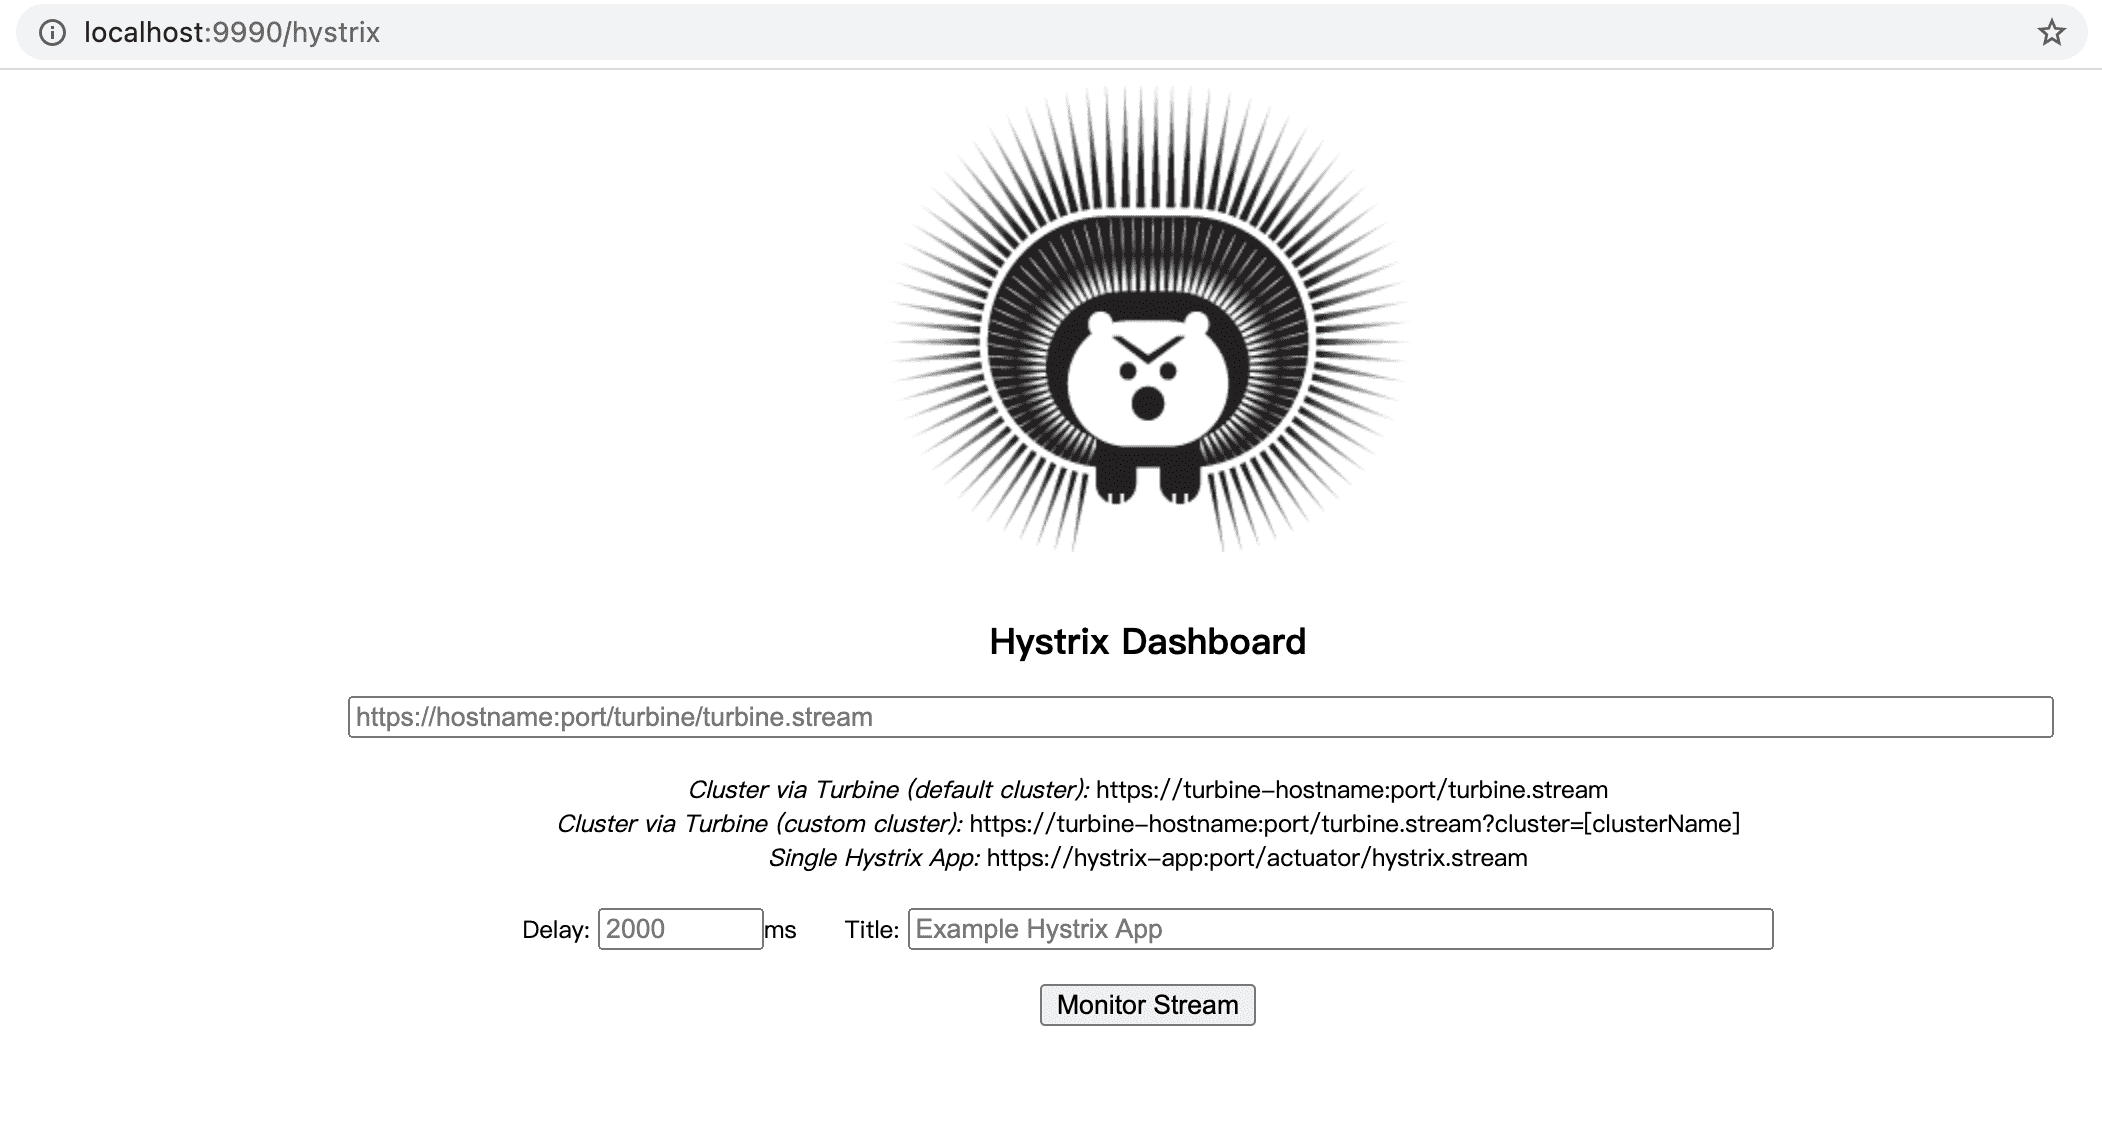 localhost:9990/hystrix
Hystrix Dashboard
https://hostname:port/turbine/turbine.stream
Cluster via Turbine (default cluster): https://turbine-hostname:port/turbine.stream
Cluster via Turbine (custom cluster): https://turbine-hostname:port/turbine.stream?cluster=[clusterName]
Single Hystrix App: https://hystrix-app:port/actuator/hystrix.stream
Delay: 2000 ms Title: Example Hystrix App
Monitor Stream